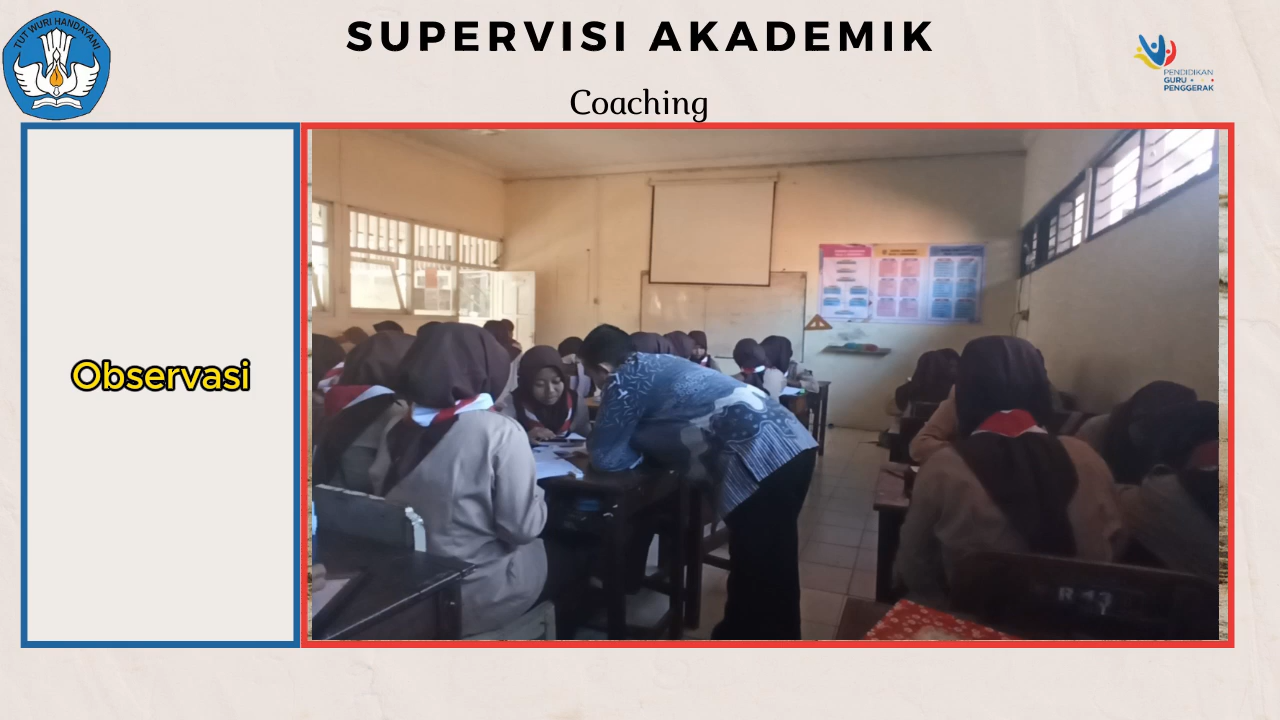 SUPERVISI AKADEMIK
Coaching
TUT WURI HANDAYANI
PENDIDIKAN
GURU
PENGGERAK
Observasi